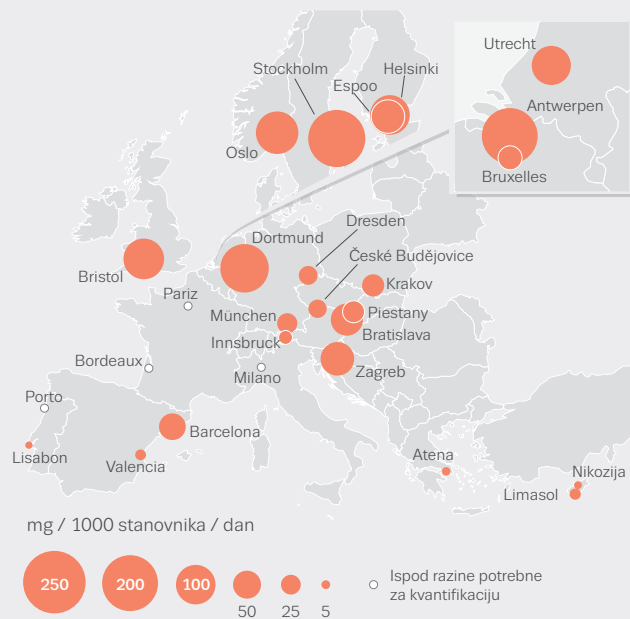 Utrecht
Antwerpen
Bruxelles
Stockholm
Helsinki
Espoo
Oslo
Dortmund
Dresden
České Budějovice
Krakov
Bristol
Pariz
München
Piestany
Bratislava
Innsbruck
Bordeaux
Milano
Zagreb
Porto
Barcelona
Lisabon
Valencia
Atena
Nikozija
Limasol
mg / 1000 stanovnika / dan
250
200
100
50
25
5
Ispod razine potrebne
za kvantifikaciju